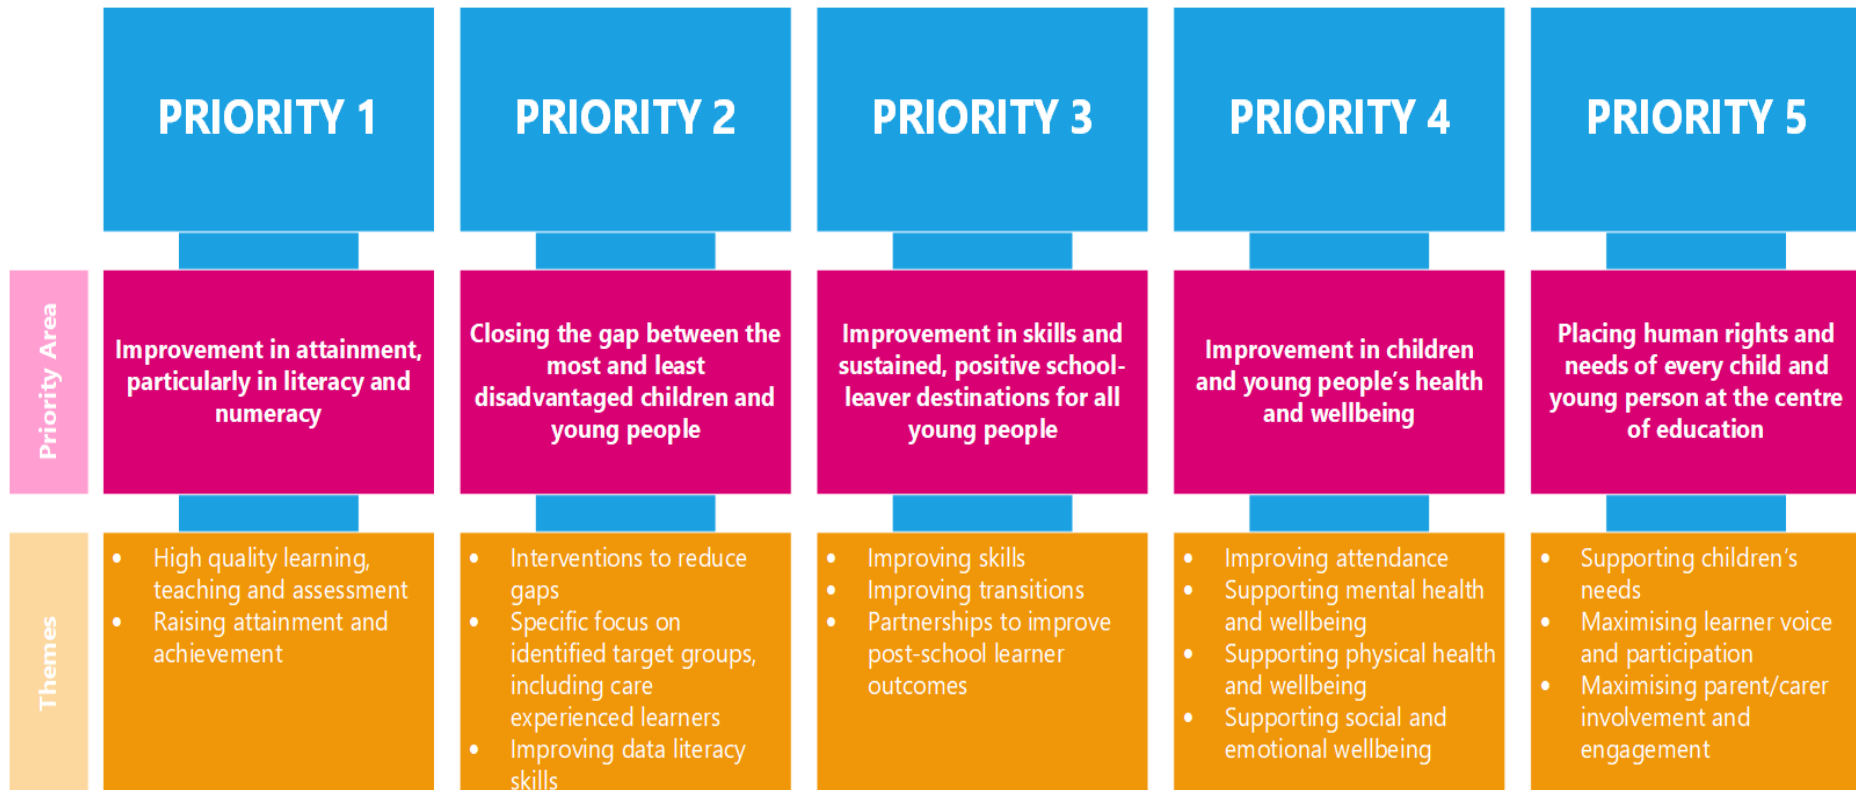 PRIORITY 1
PRIORITY 2
PRIORITY 3
PRIORITY 4
PRIORITY 5
Priority Area
Improvement in attainment,
particularly in literacy and
numeracy
Closing the gap between the
most and least
disadvantaged children and
young people
Improvement in skills and
sustained, positive school-
leaver destinations for all
young people
Improvement in children
and young people’s health
and wellbeing
Placing human rights and
needs of every child and
young person at the centre
of education
Themes
• High quality learning,
teaching and assessment
• Raising attainment and
achievement
• Interventions to reduce
gaps
• Specific focus on
identified target groups,
including care
experienced learners
• Improving data literacy
skills
• Improving skills
• Improving transitions
• Partnerships to improve
post-school learner
outcomes
• Improving attendance
• Supporting mental health
and wellbeing
• Supporting physical health
and wellbeing
• Supporting social and
emotional wellbeing
• Supporting children’s
needs
• Maximising learner voice
and participation
• Maximising parent/carer
involvement and
engagement